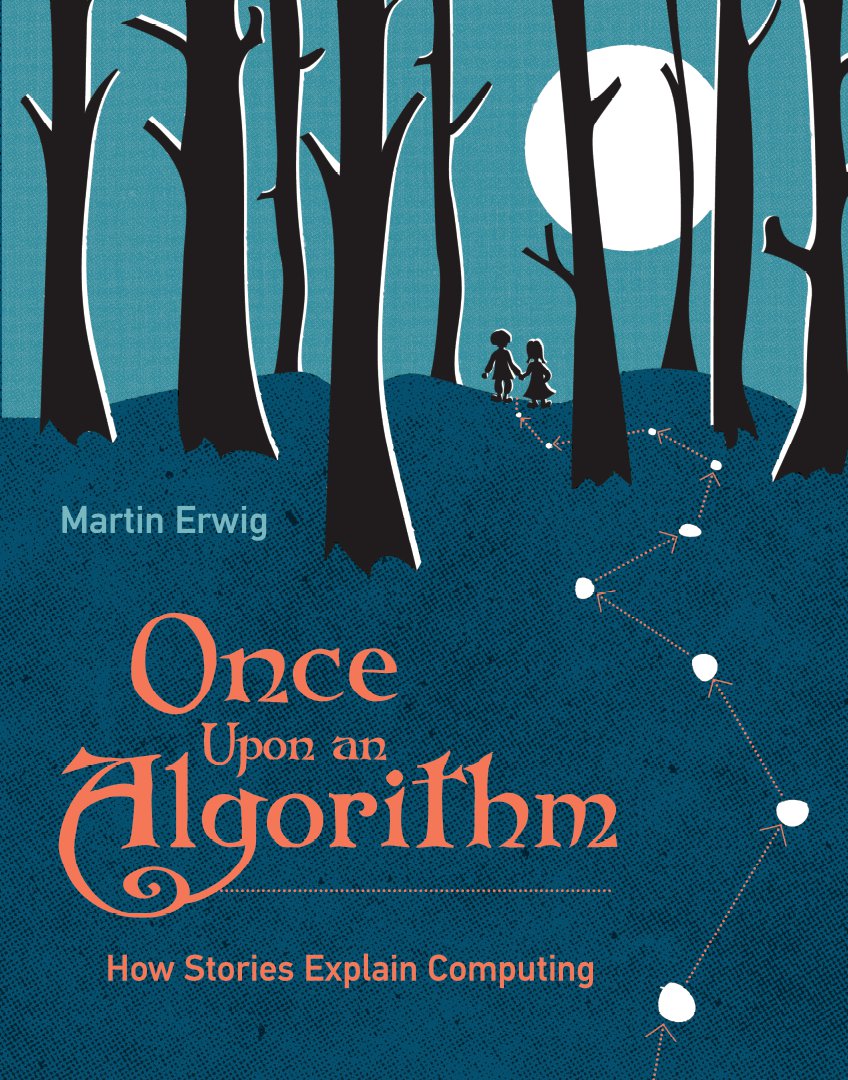 Martin Erwig
Once
Upon an
Algorithm
How Stories Explain Computing